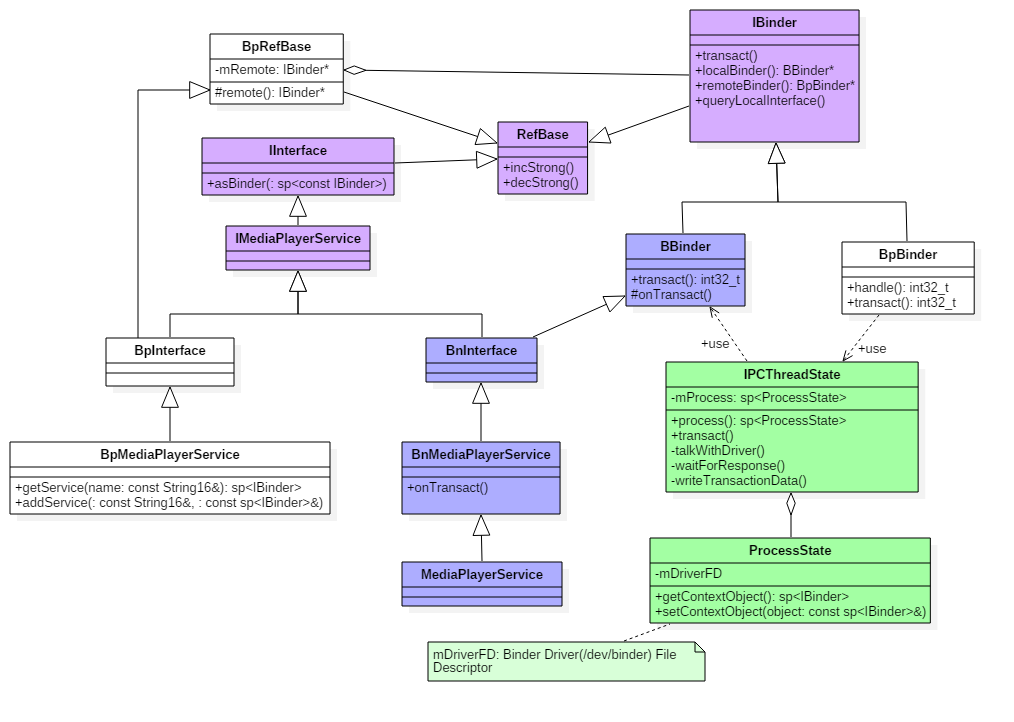 BpRefBase
-mRemote: IBinder*
#remote(): IBinder*
IBinder
+transact()
+localBinder(): BBinder*
+remoteBinder(): BpBinder*
+queryLocalInterface()
RefBase
+incStrong()
+decStrong()
IInterface
+asBinder(: sp<const IBinder>)
IMediaPlayerService
BBinder
+transact(): int32_t
#onTransact()
BpBinder
+handle(): int32_t
+transact(): int32_t
+use
+use
BpInterface
BnInterface
IPCThreadState
-mProcess: sp<ProcessState>
+process(): sp<ProcessState>
+transact()
-talkWithDriver()
-waitForResponse()
-writeTransactionData()
BpMediaPlayerService
+getService(name: const String16&): sp<IBinder>
+addService(: const String16&, : const sp<IBinder>&)
BnMediaPlayerService
+onTransact()
MediaPlayerService
ProcessState
-mDriverFD
+getContextObject(): sp<IBinder>
+setContextObject(object: const sp<IBinder>&)
mDriverFD: Binder Driver(/dev/binder) File
Descriptor